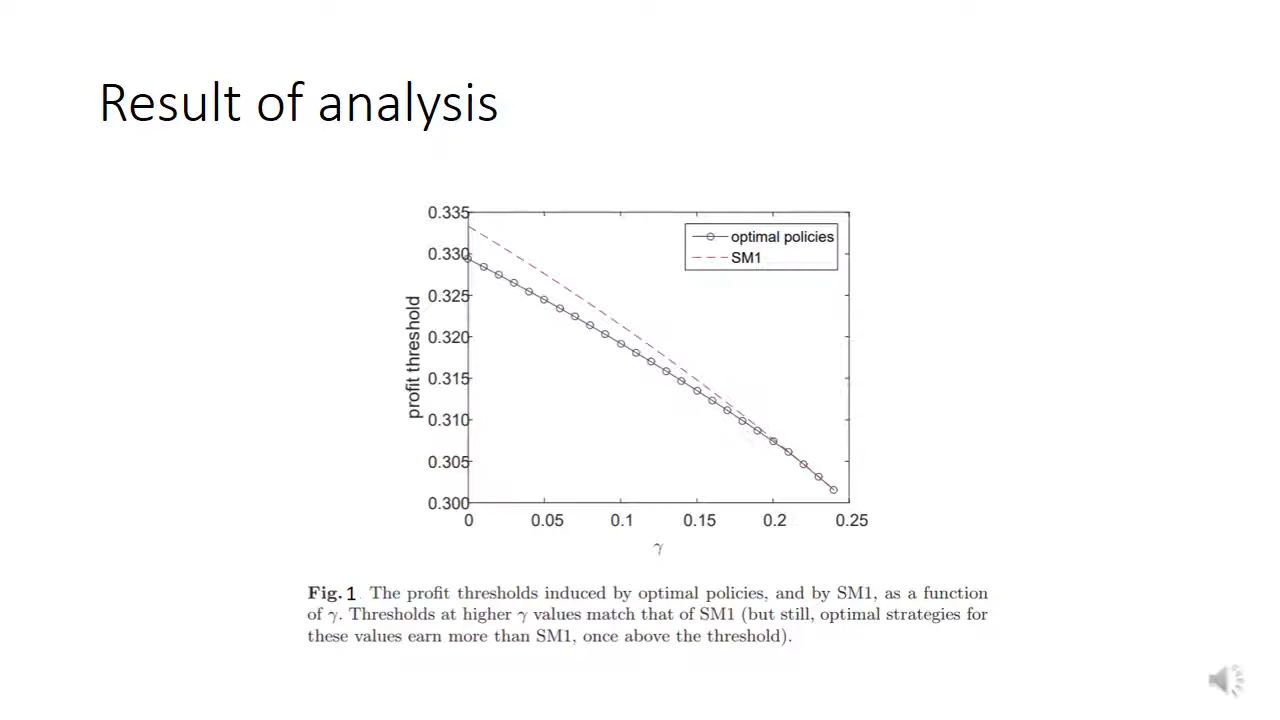 Result of analysis
0.335
0.330
0.325
0.320
0.315
0.310
0.305
0.300
profit threshold
optimal policies
SM1
0 0.05 0.1 0.15 0.2 0.25
γ
Fig. 1 The profit thresholds induced by optimal policies, and by SM1, as a function
of γ. Thresholds at higher γ values match that of SM1 (but still, optimal strategies for
these values earn more than SM1, once above the threshold).